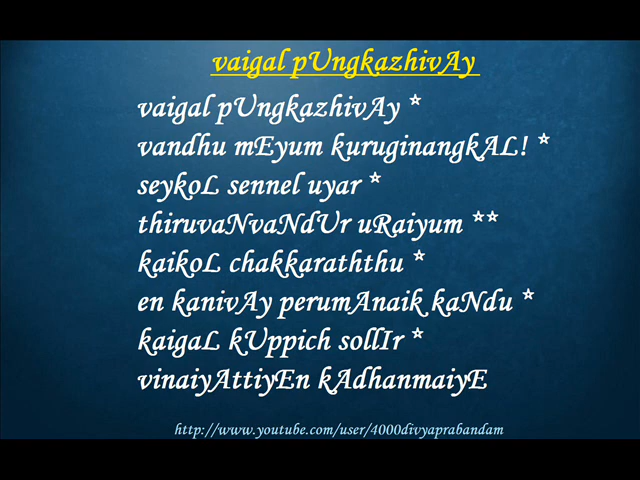 vaigal pUngkazhivAy
vaigal pUngkazhivAy *
vandhu mEyum kuruginangkAL! *
seykoL sennel uyar *
thiruvaNvaNdUr uRaiyum **
kaikoL chakkaraththu *
en kanivAy perumAnaik kaNdu *
kaigaL kUppich sollIr *
vinaiyAttiyEn kAdhanmaiyE
http://www.youtube.com/user/4000divyaprabandam